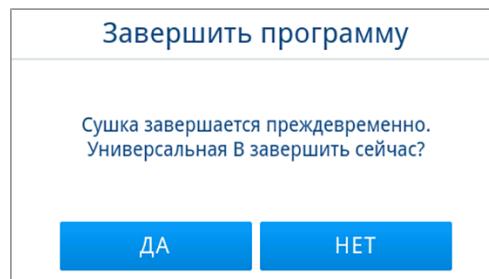 Завершить программу
Сушка завершается преждевременно.
Универсальная В завершить сейчас?
ДА
НЕТ